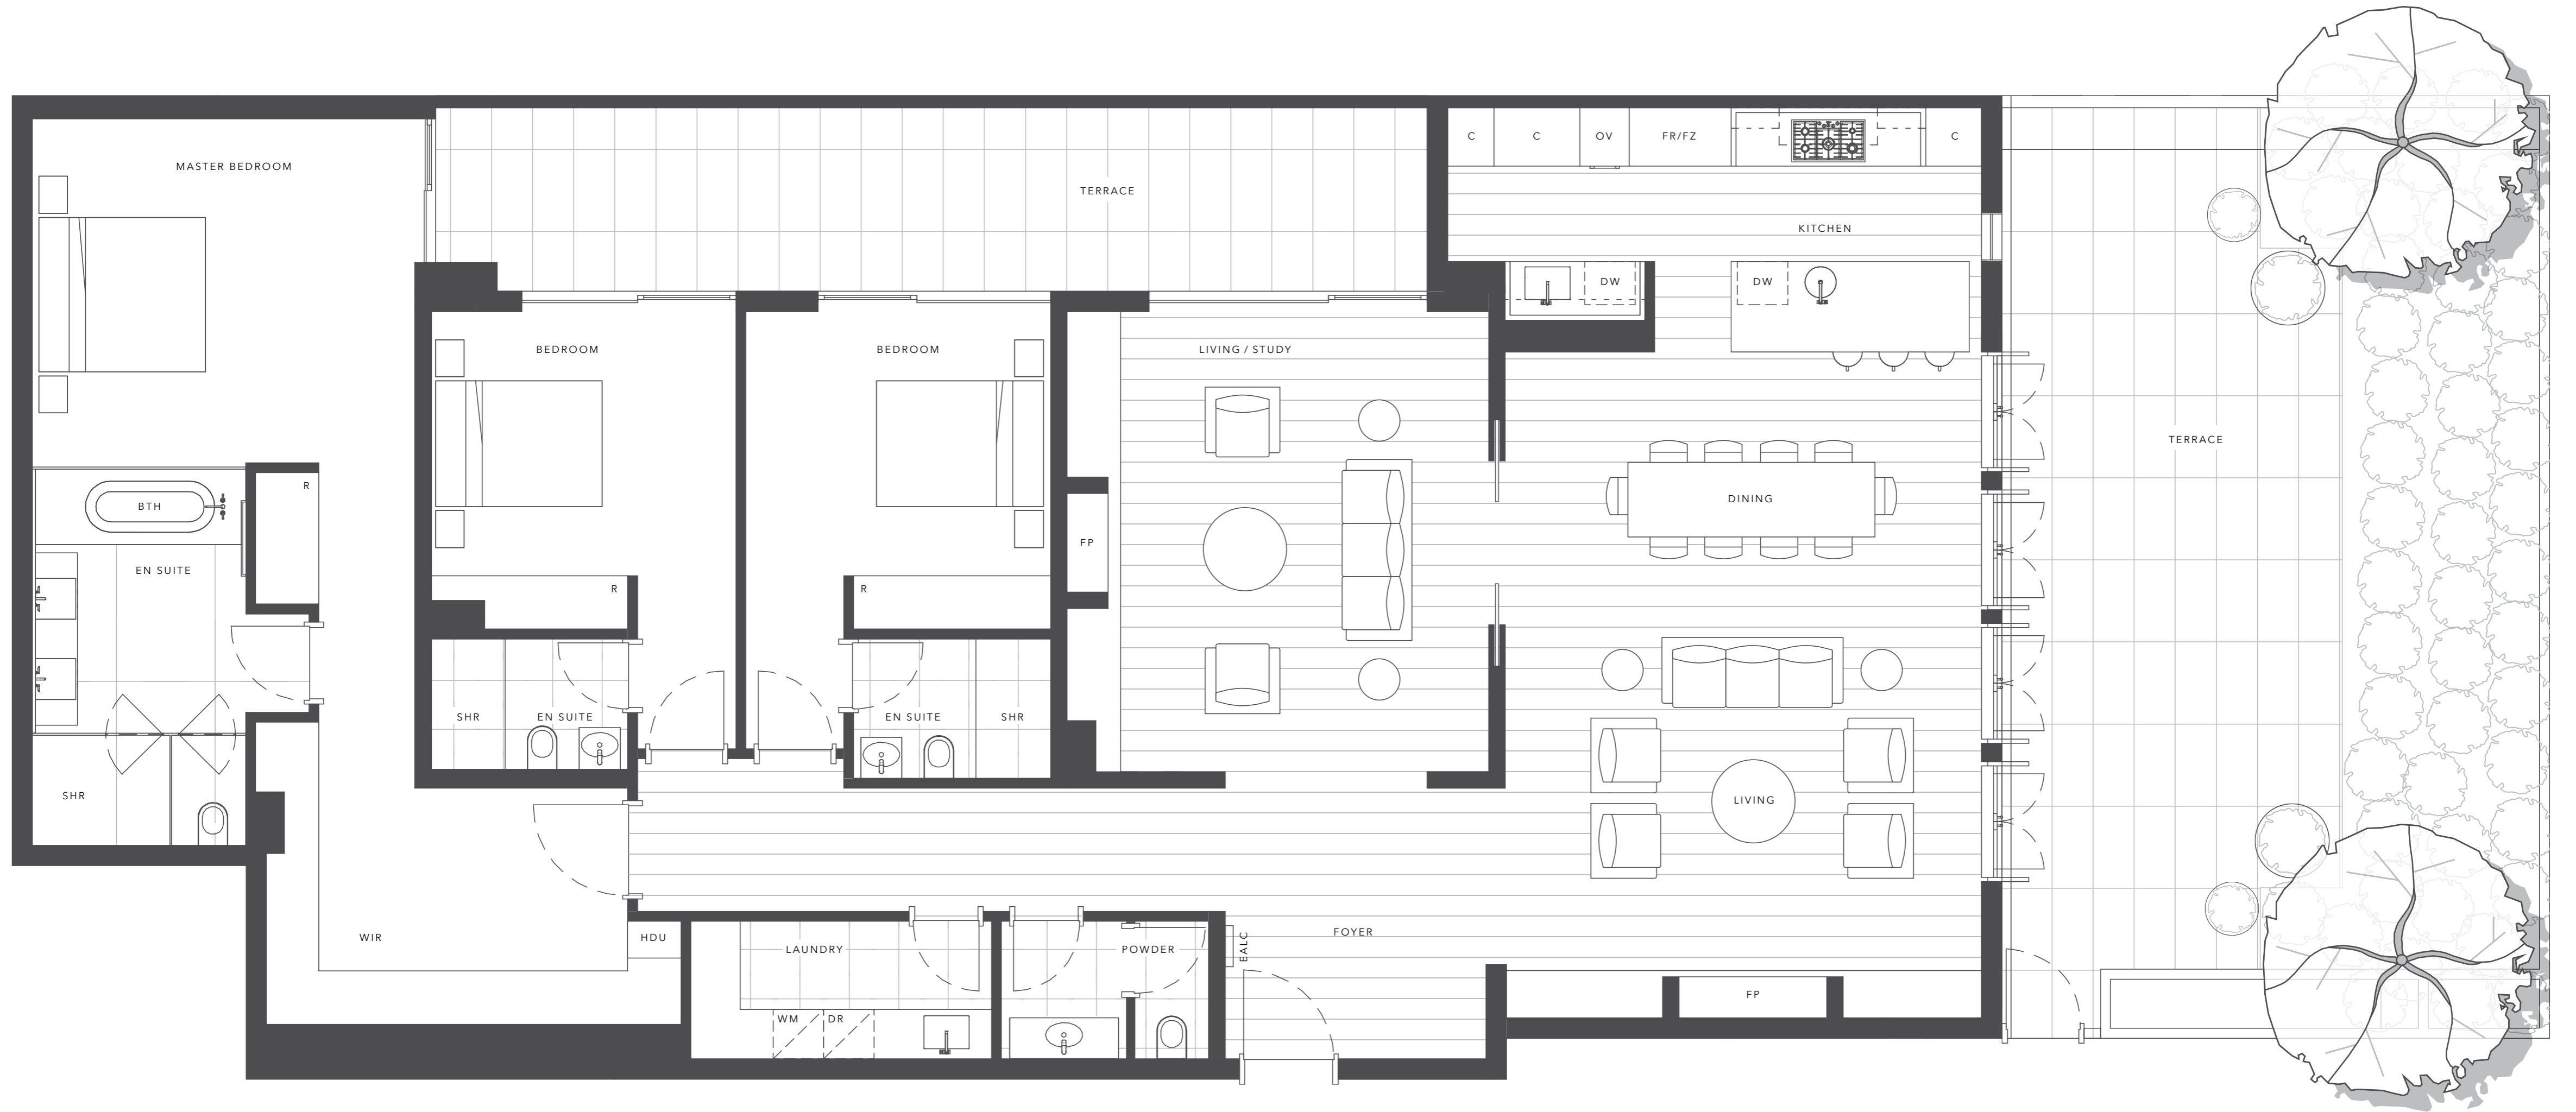 C
C
OV
FR/FZ
C
MASTER BEDROOM
TERRACE
KITCHEN
DW
DW
BEDROOM
BEDROOM
LIVING / STUDY
TERRACE
R
DINING
BTH
FP
EN SUITE
R
R
SHR
EN SUITE
EN SUITE
SHR
SHR
LIVING
WIR
HDU
LAUNDRY
POWDER
EALC
FOYER
WM
DR
FP